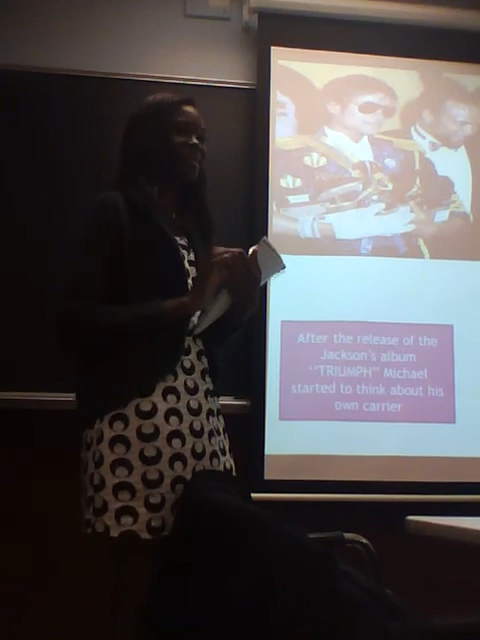 After the release of the
Jackson's album
"TRIUMPH" Michael
started to think about his
own carrier